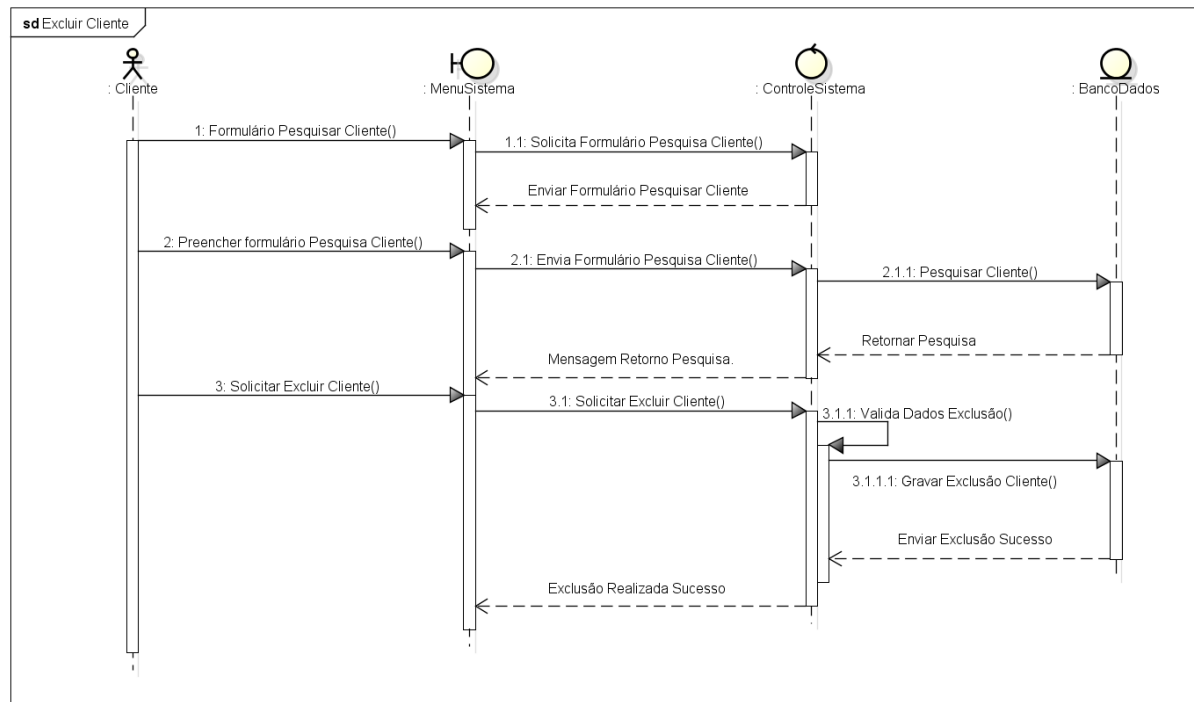 sd Excluir Cliente
: Cliente
: MenuSistema
: ControleSistema
: BancoDados
1: Formulário Pesquisar Cliente()
1.1: Solicita Formulário Pesquisa Cliente()
Enviar Formulário Pesquisar Cliente
2: Preencher formulário Pesquisa Cliente()
2.1: Envia Formulário Pesquisa Cliente()
2.1.1: Pesquisar Cliente()
Retornar Pesquisa
Mensagem Retorno Pesquisa.
3: Solicitar Excluir Cliente()
3.1: Solicitar Excluir Cliente()
3.1.1: Valida Dados Exclusão()
3.1.1.1: Gravar Exclusão Cliente()
Enviar Exclusão Sucesso
Exclusão Realizada Sucesso